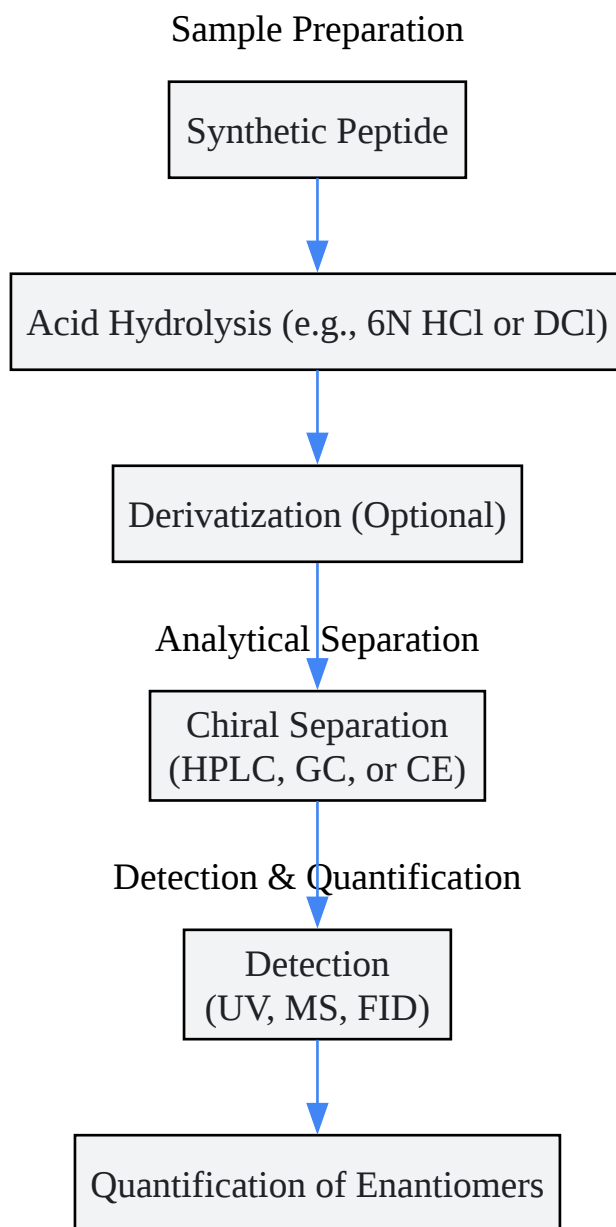 Sample Preparation
Synthetic Peptide
Acid Hydrolysis (e.g., 6N HCl or DCl)
Derivatization (Optional)
Analytical Separation
Chiral Separation
(HPLC, GC, or CE)
Detection & Quantification
Detection
(UV, MS, FID)
Quantification of Enantiomers